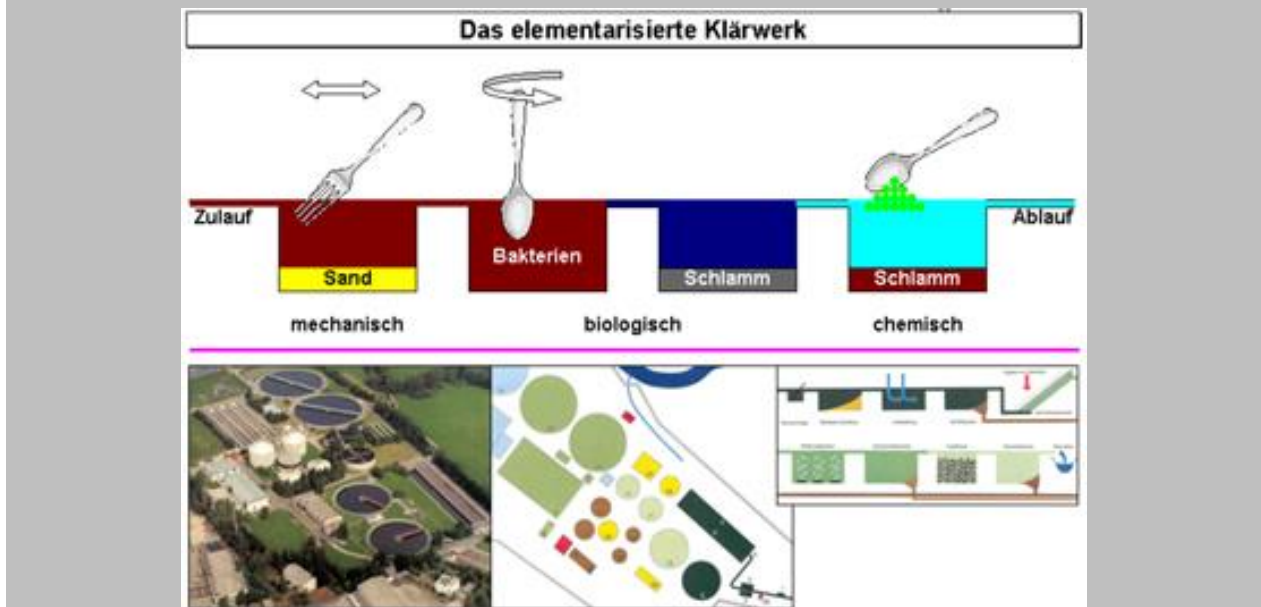 Das elementarisierte Klärwerk
Zulauf
Ablauf
Bakterien
Sand
Schlamm
Schlamm
mechanisch
biologisch
chemisch